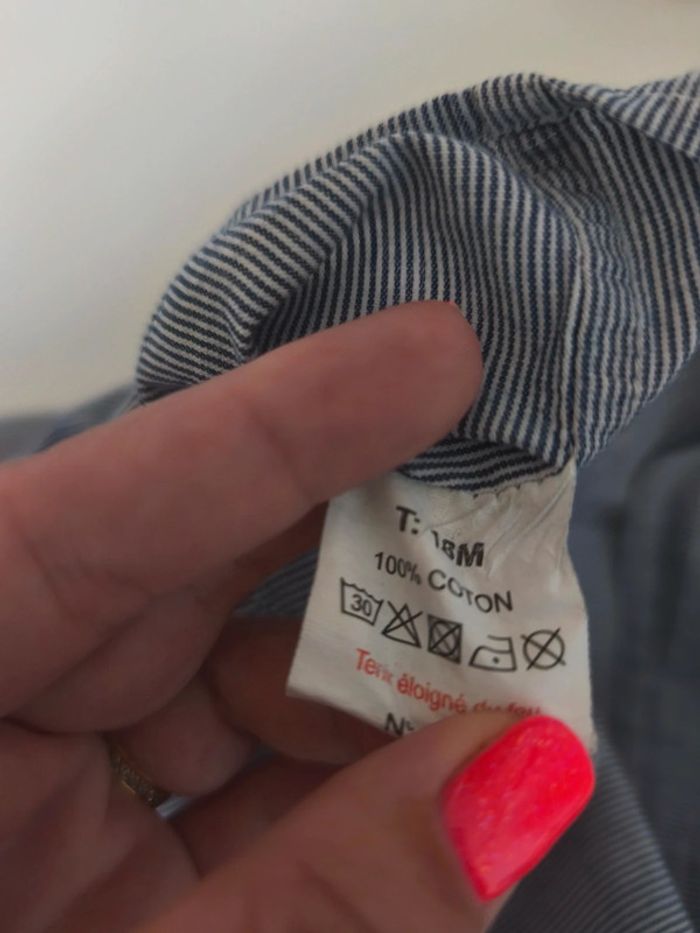 T: 18M
100% COTON
30
Tenir éloigné du feu
N°